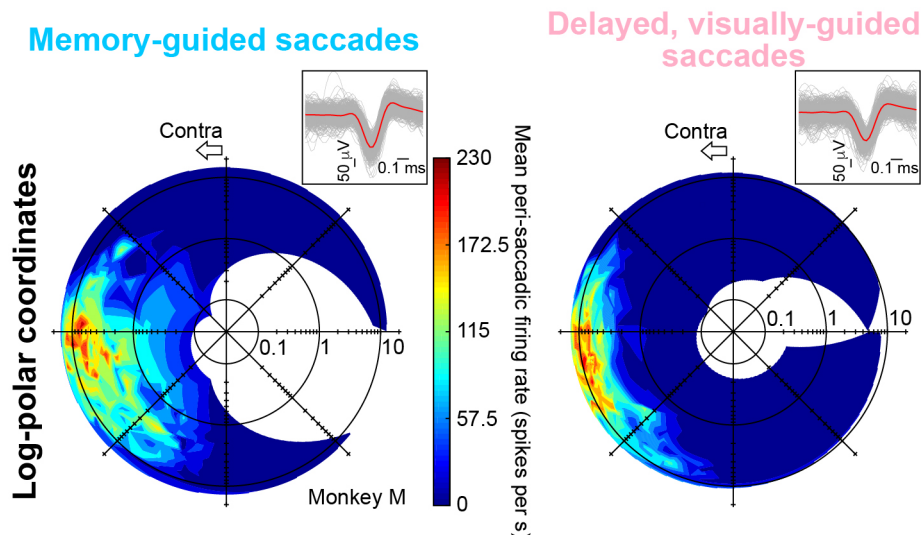 Memory-guided saccades
Delayed, visually-guided
saccades
50 µV
0.1 ms
50 µV
0.1 ms
Contra
Contra
Log-polar coordinates
230
172.5
115
57.5
0
Mean peri-saccadic firing rate (spikes per s)
0.1
1
10
0.1
1
10
Monkey M